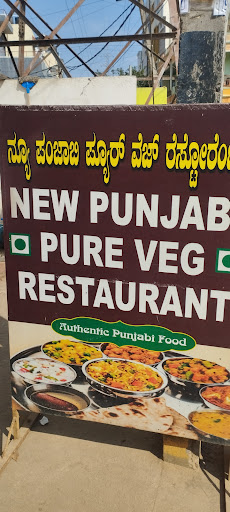 ನ್ಯೂ ಪಂಜಾಬಿ ಪ್ಯೂರ್ ವೆಜ್ ರೆಸ್ಟೋರೆಂ
NEW PUNJAB
PURE VEG
RESTAURANT
Authentic Punjabi Food